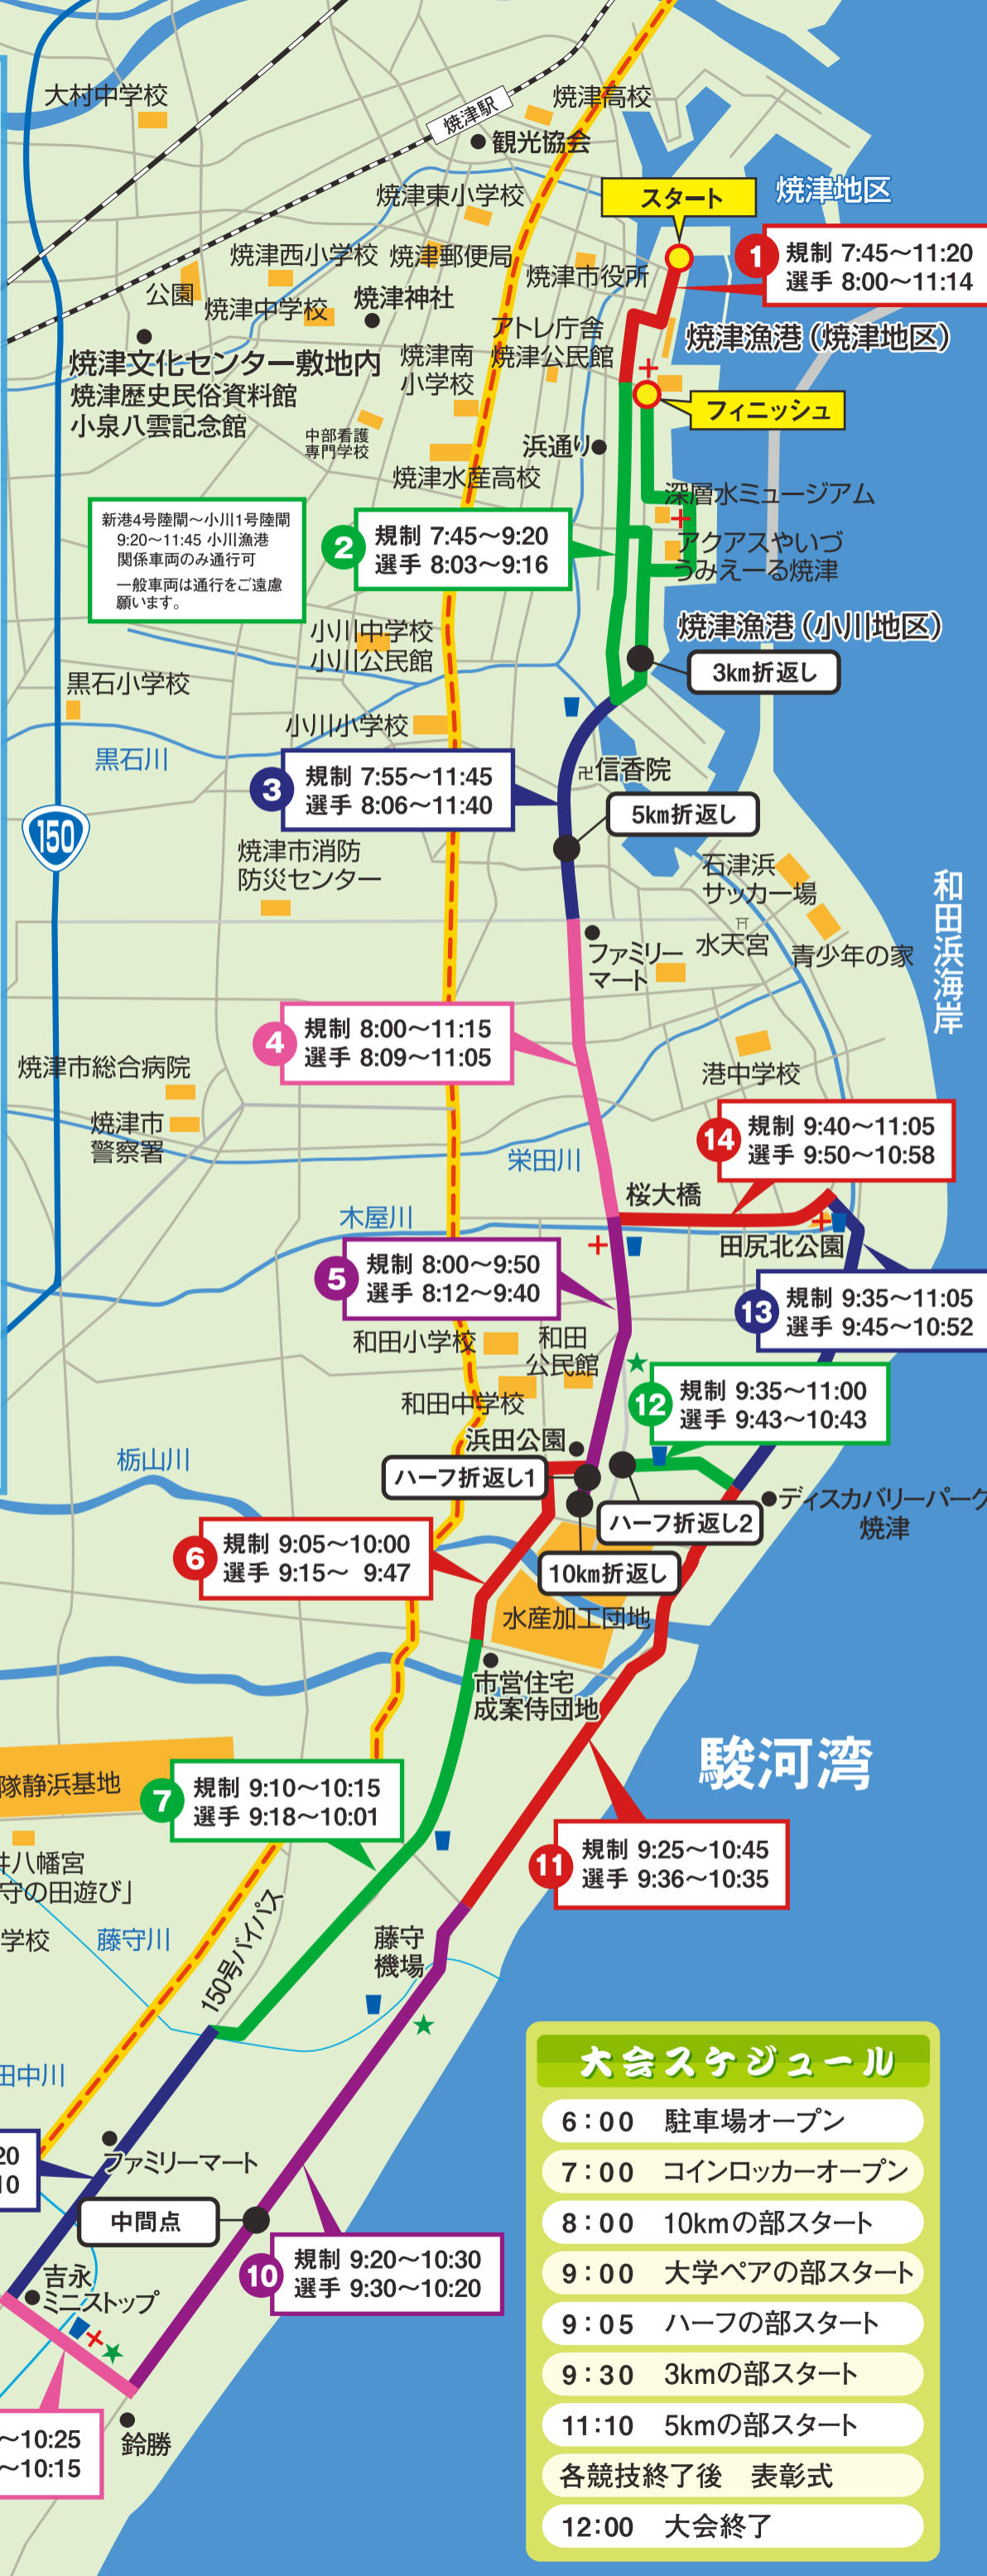 大村中学校
焼津高校
焼津駅
観光協会
焼津東小学校
スタート
焼津地区
焼津西小学校
焼津郵便局
焼津市役所
1
規制 7:45〜11:20
選手 8:00〜11:14
公園
焼津中学校
焼津神社
アトレ庁舎
焼津公民館
焼津漁港（焼津地区）
焼津文化センター敷地内
焼津歴史民俗資料館
小泉八雲記念館
焼津南
小学校
フィニッシュ
中部看護
専門学校
浜通り
焼津水産高校
深層水ミュージアム
新港4号陸閘〜小川1号陸閘
9:20〜11:45 小川漁港
関係車両のみ通行可
一般車両は通行をご遠慮
願います。
2
規制 7:45〜9:20
選手 8:03〜9:16
アクアスやいづ
うみえーる焼津
小川中学校
小川公民館
焼津漁港（小川地区）
3km折返し
黒石小学校
小川小学校
黒石川
3
規制 7:55〜11:45
選手 8:06〜11:40
卍信香院
5km折返し
150
焼津市消防
防災センター
石津浜
サッカー場
和田浜海岸
ファミリー
マート
水天宮
青少年の家
4
規制 8:00〜11:15
選手 8:09〜11:05
焼津市総合病院
港中学校
焼津市
警察署
栄田川
14
規制 9:40〜11:05
選手 9:50〜10:58
桜大橋
木屋川
田尻北公園
5
規制 8:00〜9:50
選手 8:12〜9:40
13
規制 9:35〜11:05
選手 9:45〜10:52
和田小学校
和田
公民館
和田中学校
12
規制 9:35〜11:00
選手 9:43〜10:43
浜田公園
栃山川
ハーフ折返し1
ハーフ折返し2
ディスカバリーパーク
焼津
6
規制 9:05〜10:00
選手 9:15〜 9:47
10km折返し
水産加工団地
市営住宅
成案侍団地
駿河湾
隊静浜基地
7
規制 9:10〜10:15
選手 9:18〜10:01
11
規制 9:25〜10:45
選手 9:36〜10:35
井八幡宮
守の田遊び」
学校
藤守川
150号バイパス
藤守
機場
田中川
20
10
ファミリーマート
中間点
10
規制 9:20〜10:30
選手 9:30〜10:20
吉永
ミニストップ
〜10:25
〜10:15
鈴勝
大会スケジュール
6：00 駐車場オープン
7：00 コインロッカーオープン
8：00 10kmの部スタート
9：00 大学ペアの部スタート
9：05 ハーフの部スタート
9：30 3kmの部スタート
11:10 5kmの部スタート
各競技終了後 表彰式
12:00 大会終了